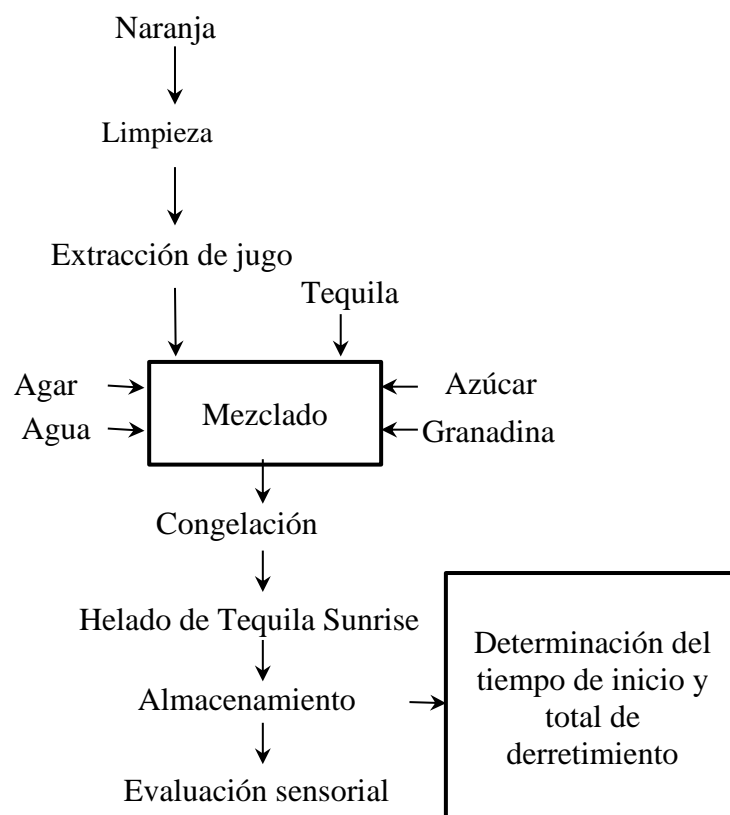 Naranja
Limpieza
Extracción de jugo
Tequila
Agar
Azúcar
Mezclado
Agua
Granadina
Congelación
Helado de Tequila Sunrise
Almacenamiento
Evaluación sensorial
Determinación del
tiempo de inicio y
total de
derretimiento